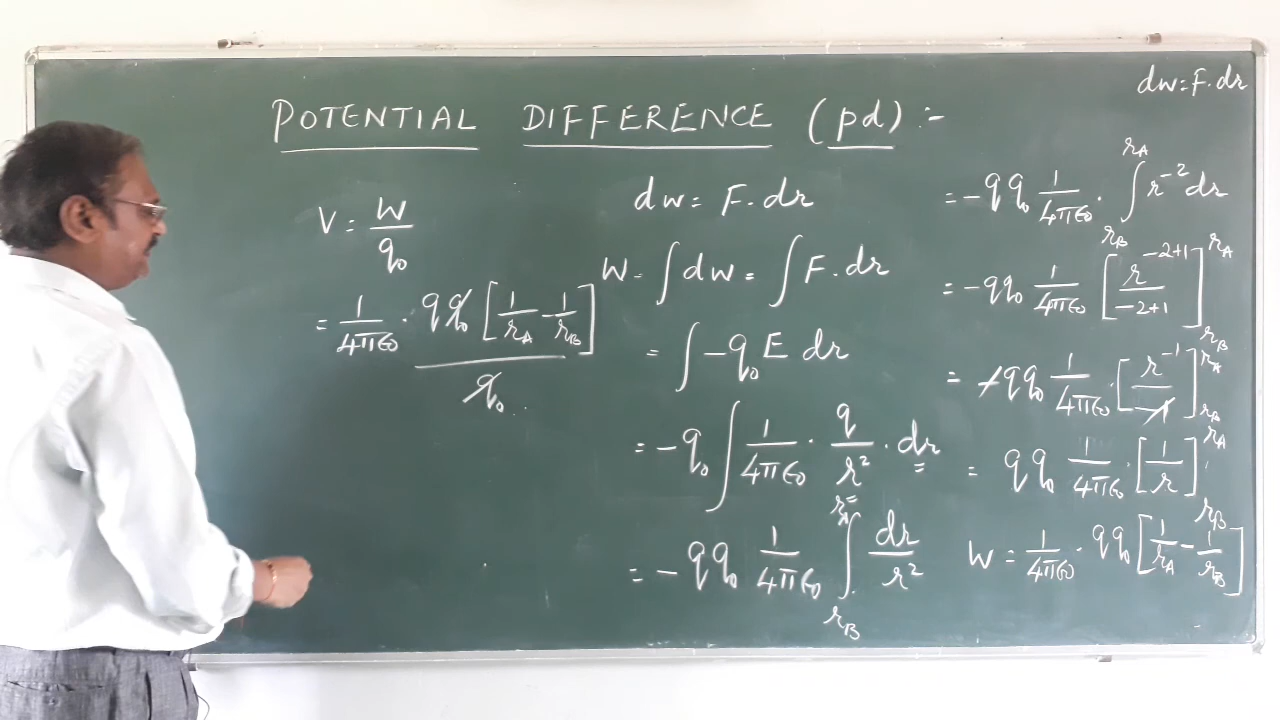 POTENTIAL DIFFERENCE (pd) :-
V = W/q₀
= 1/4πϵ₀ · qq₀ [1/r_A - 1/r_B] / q₀
dw = F. dr
W = ∫ dw = ∫ F. dr
= ∫ -q₀ E dr
= -q₀ ∫ 1/4πϵ₀ · q/r² · dr
= - qq₀ 1/4πϵ₀ ∫_{r_B}^{r_A} dr/r²
dw = F. dr
= - qq₀ 1/4πϵ₀ · ∫_{r_B}^{r_A} r⁻² dr
= - qq₀ 1/4πϵ₀ [r⁻²⁺¹/-2+1]_{r_B}^{r_A}
= - qq₀ 1/4πϵ₀ · [r⁻¹/-1]_{r_B}^{r_A}
= qq₀ 1/4πϵ₀ · [1/r]_{r_B}^{r_A}
W = 1/4πϵ₀ · qq₀ [1/r_A - 1/r_B]